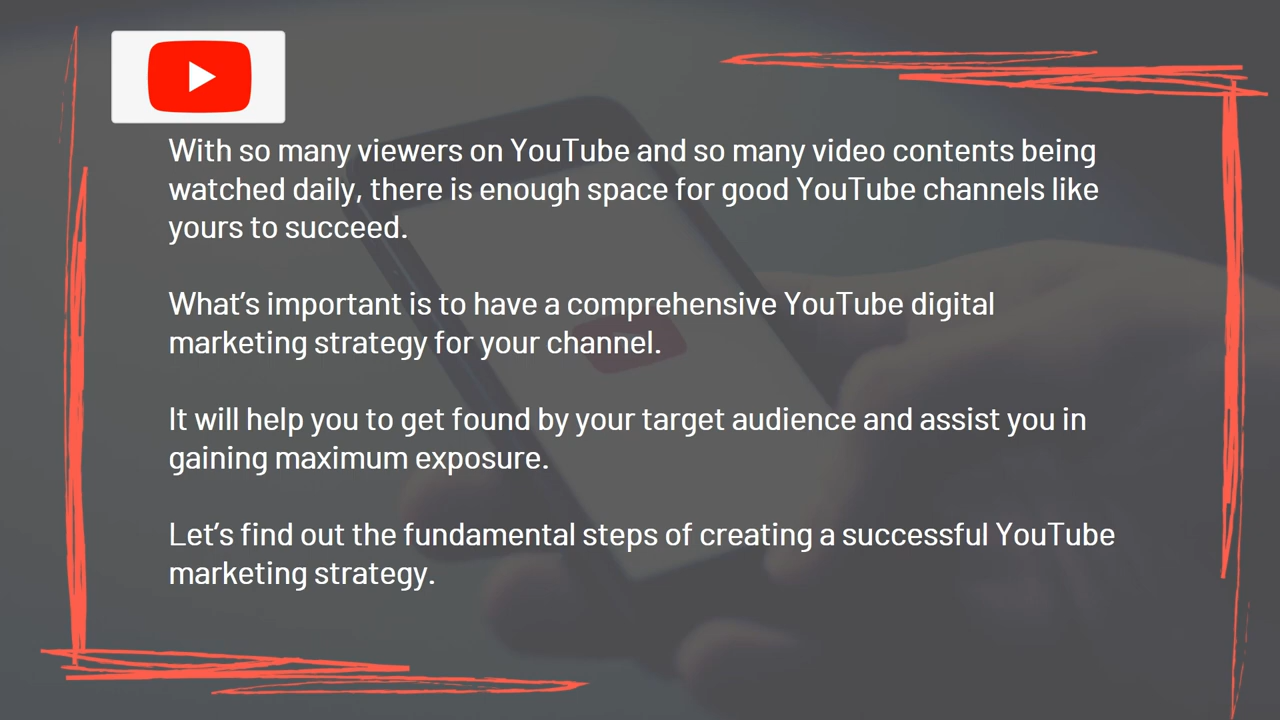 With so many viewers on YouTube and so many video contents being
watched daily, there is enough space for good YouTube channels like
yours to succeed.
What’s important is to have a comprehensive YouTube digital
marketing strategy for your channel.
It will help you to get found by your target audience and assist you in
gaining maximum exposure.
Let’s find out the fundamental steps of creating a successful YouTube
marketing strategy.